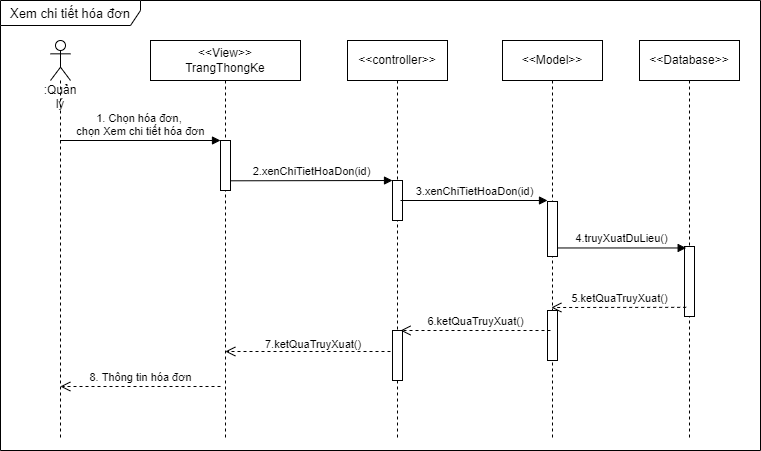 Xem chi tiết hóa đơn
<<View>>
TrangThongKe
<<controller>>
<<Model>>
<<Database>>
:Quản
lý
1. Chọn hóa đơn,
chọn Xem chi tiết hóa đơn
2.xenChiTietHoaDon(id)
3.xenChiTietHoaDon(id)
4.truyXuatDuLieu()
5.ketQuaTruyXuat()
6.ketQuaTruyXuat()
7.ketQuaTruyXuat()
8. Thông tin hóa đơn